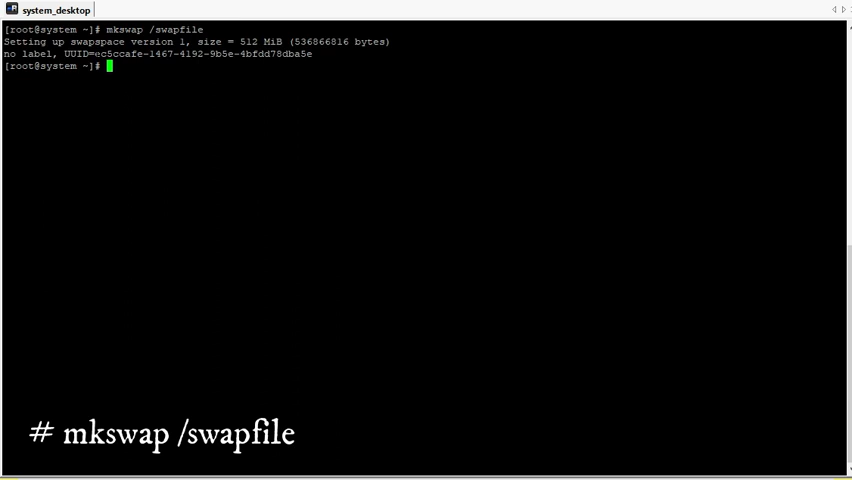 system_desktop
[root@system ~]# mkswap /swapfile
Setting up swapspace version 1, size = 512 MiB (536866816 bytes)
no label, UUID=ec5ccafe-1467-4192-9b5e-4bfdd78dba5e
[root@system ~]#
# mkswap /swapfile